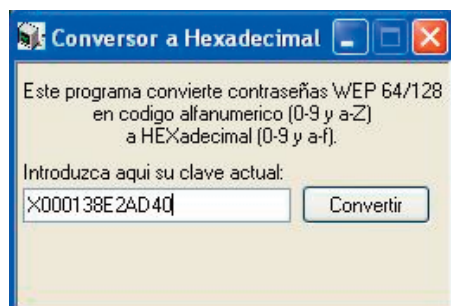 Conversor a Hexadecimal
Este programa convierte contraseñas WEP 64/128
en codigo alfanumerico (0-9 y a-Z)
a HEXadecimal (0-9 y a-f).
Introduzca aqui su clave actual:
X000138E2AD40
Convertir